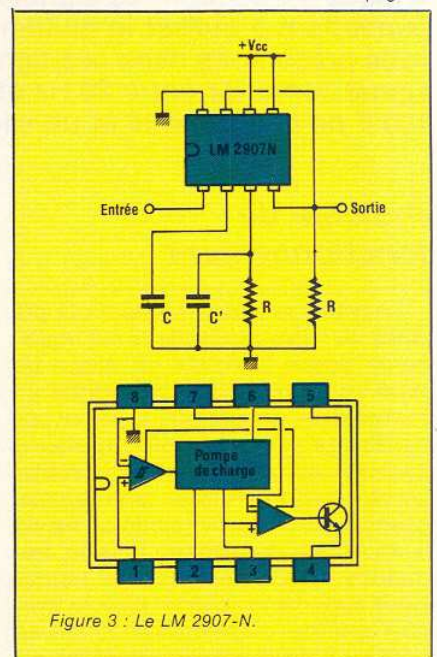 +Vcc
LM 2907N
Entrée
Sortie
C
C'
R
R
8
7
6
5
Pompe
de charge
-
+
+
1
2
3
4
Figure 3 : Le LM 2907-N.